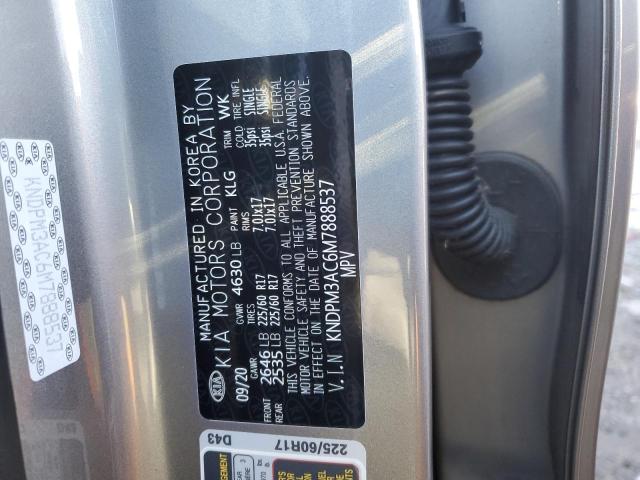 MANUFACTURED IN KOREA BY
KIA KIA MOTORS CORPORATION
09/20 GVWR 4630 LB PAINT KLG TRIM WK
GAWR TIRES RIMS COLD TIRE INFL
FRONT 2646 LB 225/60 R17 7.0Jx17 35psi SINGLE
REAR 2535 LB 225/60 R17 7.0Jx17 35psi SINGLE
THIS VEHICLE CONFORMS TO ALL APPLICABLE U.S.A. FEDERAL
MOTOR VEHICLE SAFETY AND THEFT PREVENTION STANDARDS
IN EFFECT ON THE DATE OF MANUFACTURE SHOWN ABOVE.
V.I.N KNDPM3AC6M7888537
MPV
KNDPM3AC6M7888537
D43
225/60R17